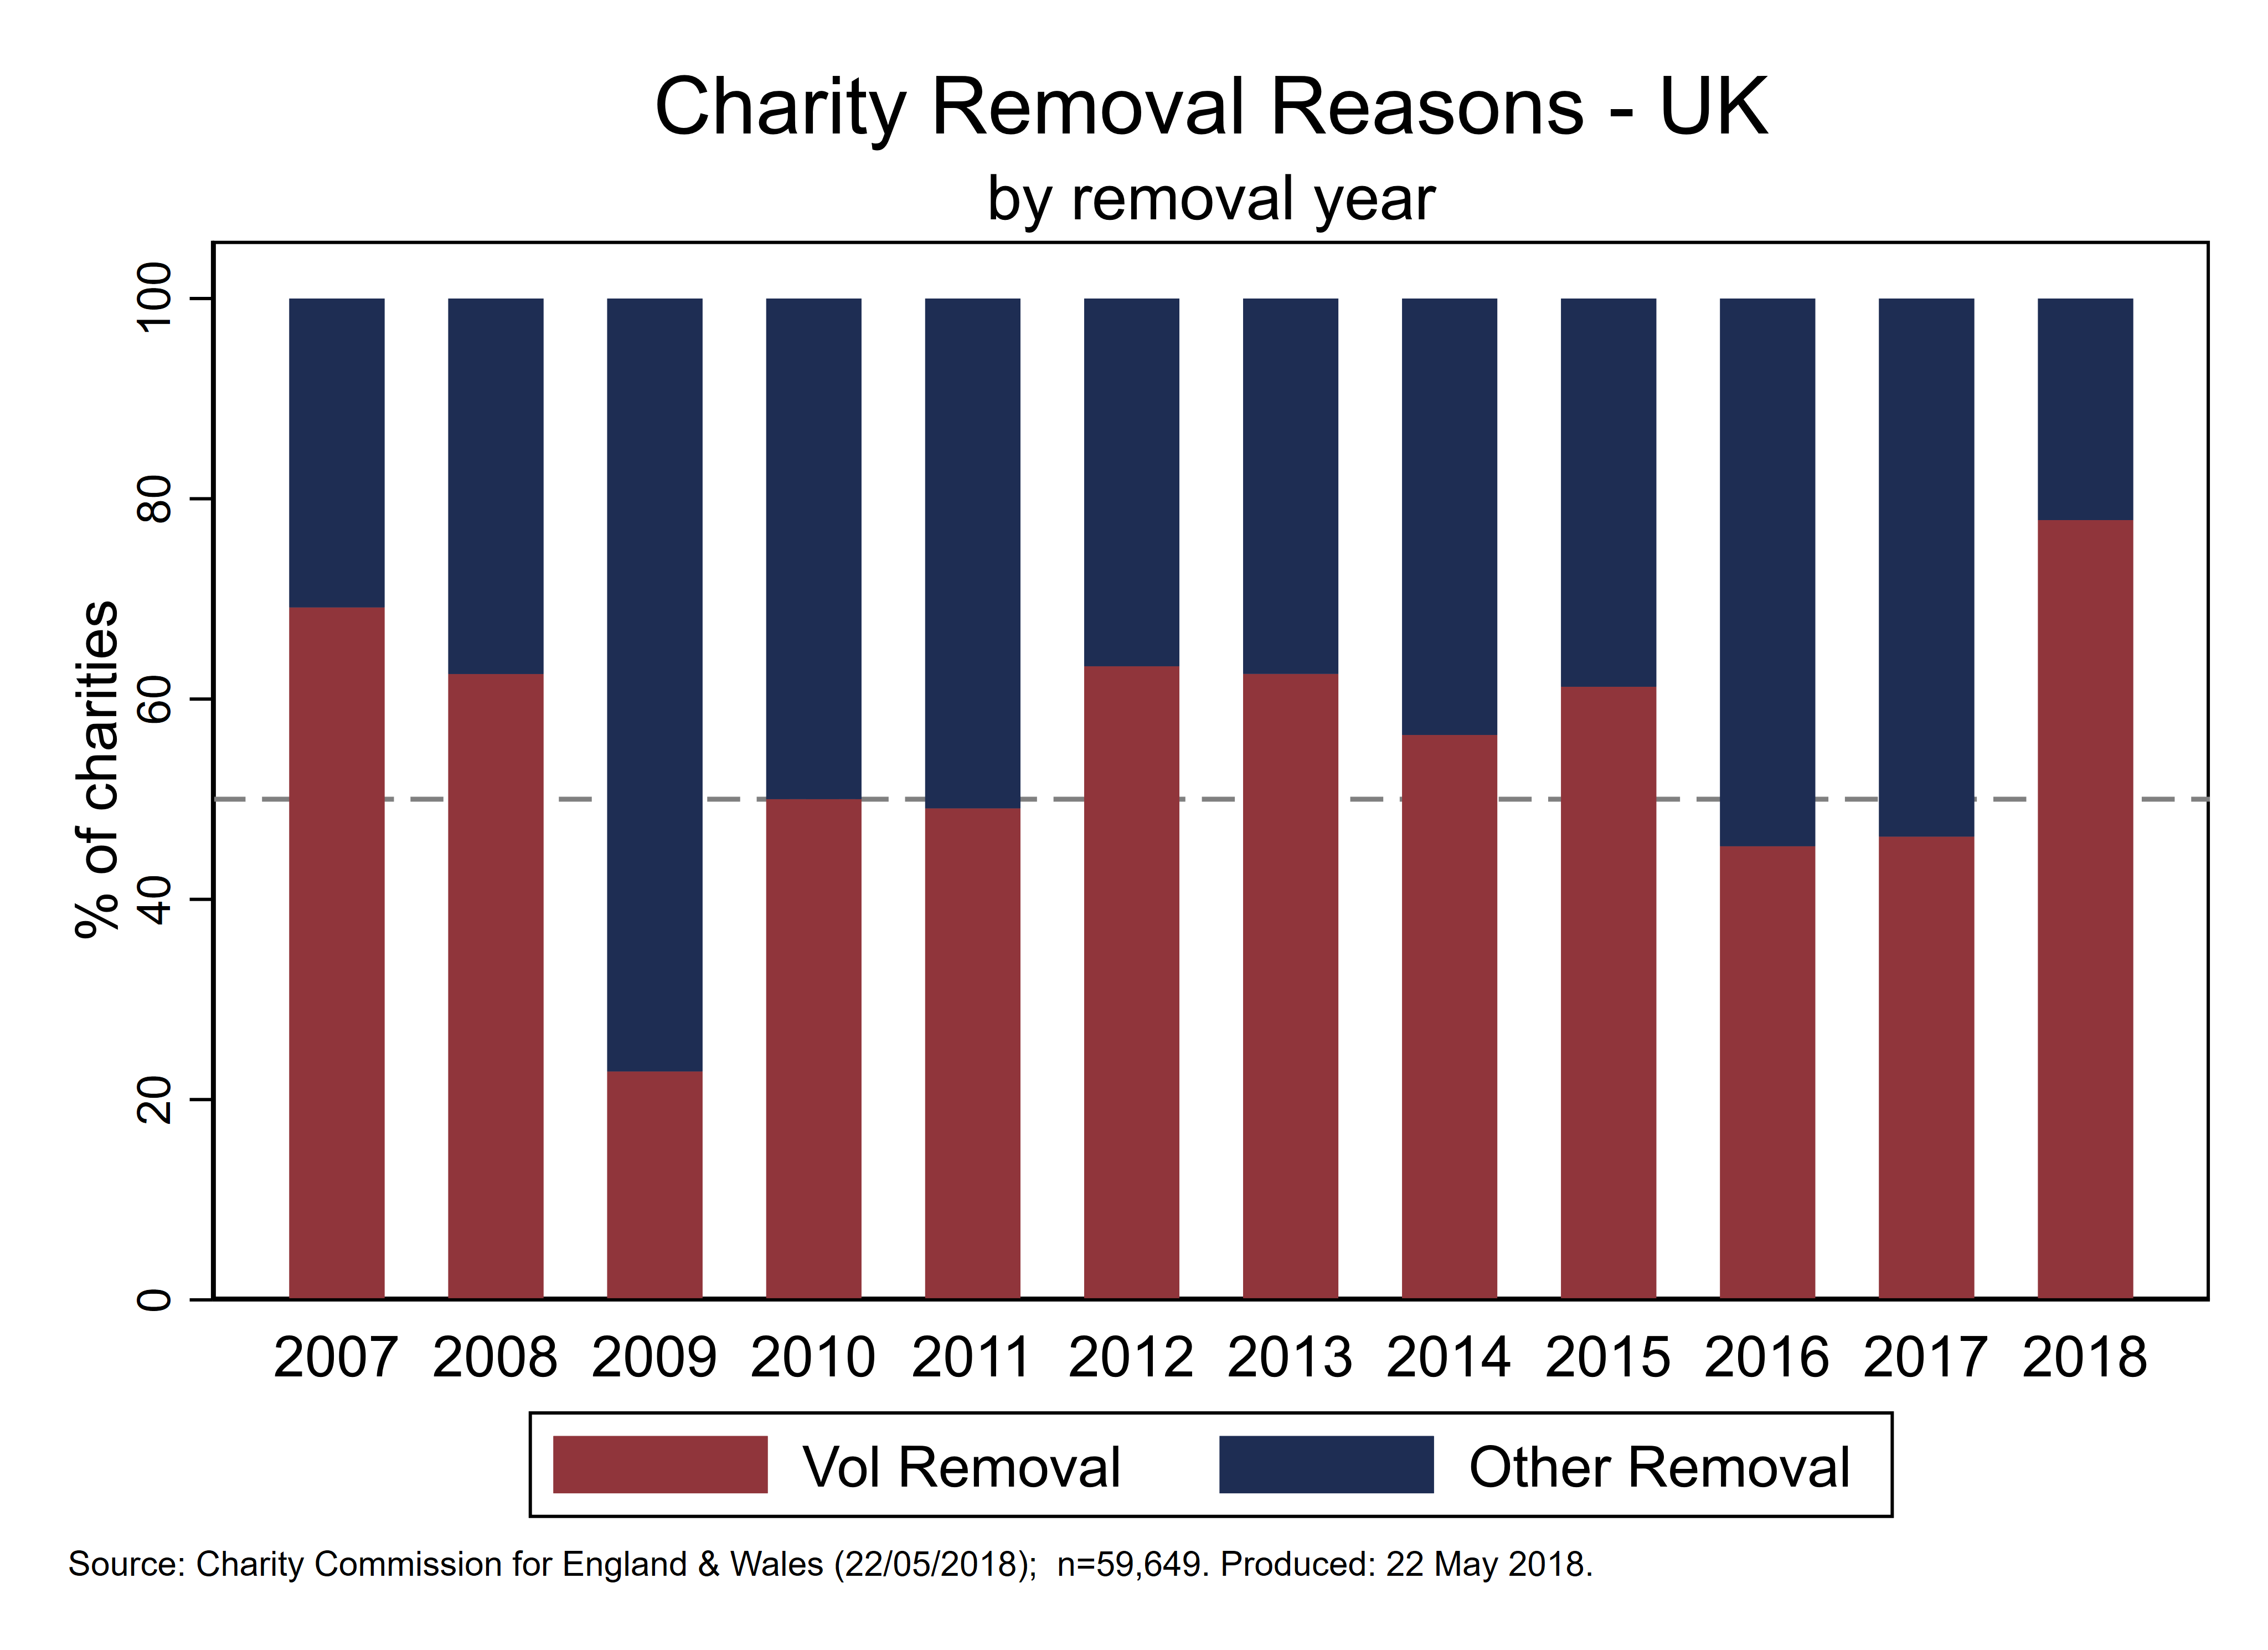 Charity Removal Reasons - UK
by removal year
% of charities
100
80
60
40
20
0
2007 2008 2009 2010 2011 2012 2013 2014 2015 2016 2017 2018
Vol Removal Other Removal
Source: Charity Commission for England & Wales (22/05/2018);  n=59,649. Produced: 22 May 2018.